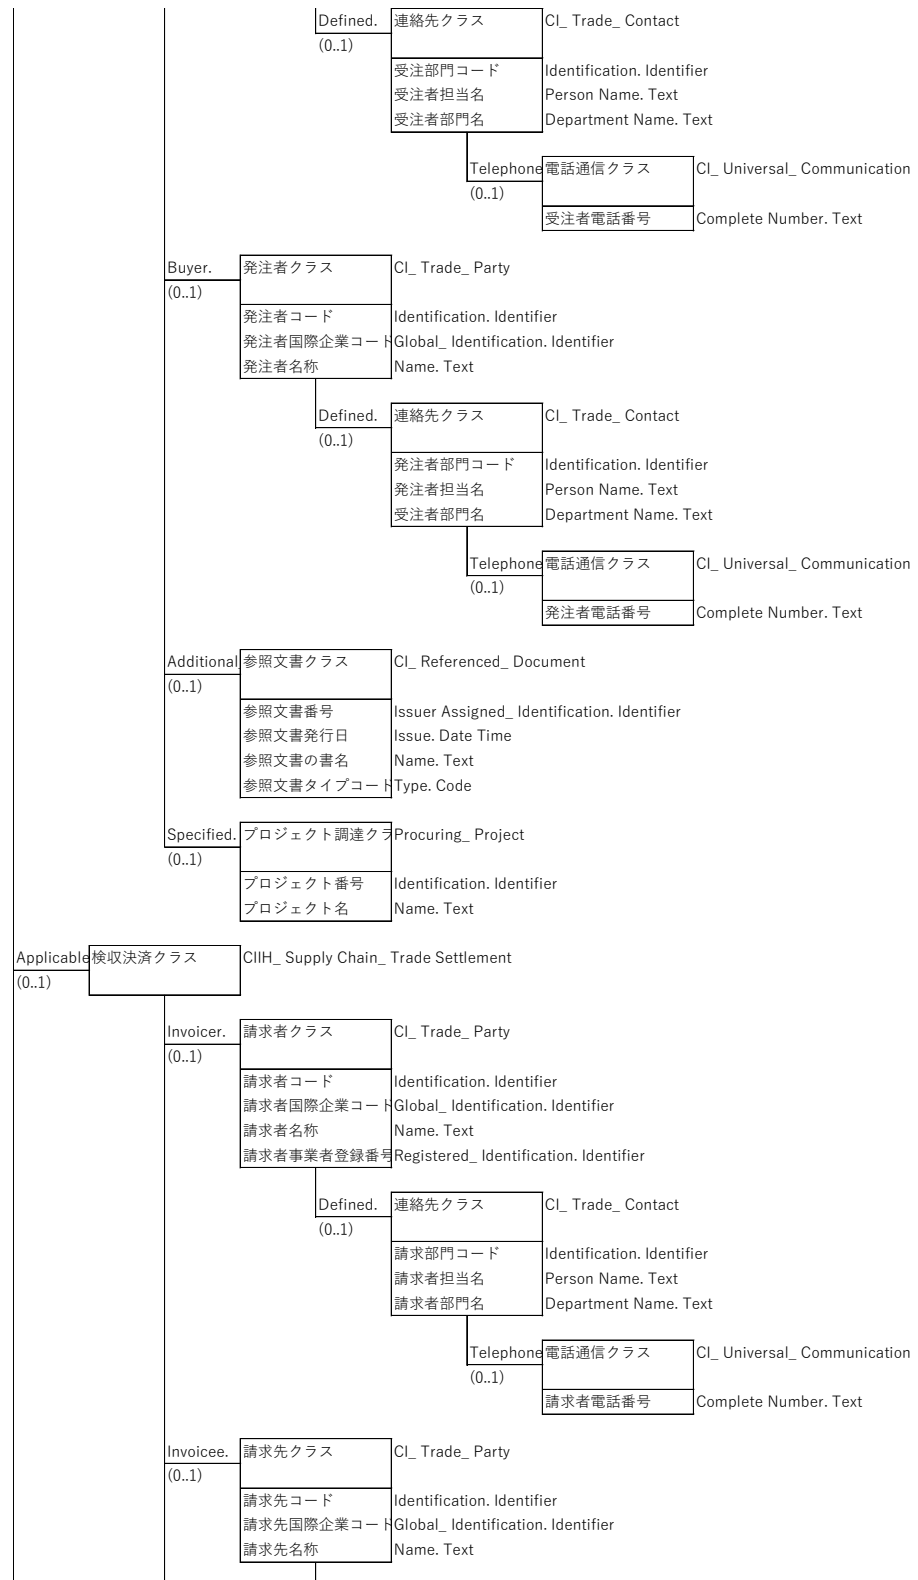 Defined. 連絡先クラス CI_ Trade_ Contact
(0..1)
受注部門コード Identification. Identifier
受注者担当名 Person Name. Text
受注者部門名 Department Name. Text
Telephone 電話通信クラス CI_ Universal_ Communication
(0..1)
受注者電話番号 Complete Number. Text
Buyer. 発注者クラス CI_ Trade_ Party
(0..1)
発注者コード Identification. Identifier
発注者国際企業コード Global_ Identification. Identifier
発注者名称 Name. Text
Defined. 連絡先クラス CI_ Trade_ Contact
(0..1)
発注者部門コード Identification. Identifier
発注者担当名 Person Name. Text
受注者部門名 Department Name. Text
Telephone 電話通信クラス CI_ Universal_ Communication
(0..1)
発注者電話番号 Complete Number. Text
Additional 参照文書クラス CI_ Referenced_ Document
(0..1)
参照文書番号 Issuer Assigned_ Identification. Identifier
参照文書発行日 Issue. Date Time
参照文書の書名 Name. Text
参照文書タイプコード Type. Code
Specified. プロジェクト調達クラ Procuring_ Project
(0..1)
プロジェクト番号 Identification. Identifier
プロジェクト名 Name. Text
Applicable 検収決済クラス CIIH_ Supply Chain_ Trade Settlement
(0..1)
Invoicer. 請求者クラス CI_ Trade_ Party
(0..1)
請求者コード Identification. Identifier
請求者国際企業コード Global_ Identification. Identifier
請求者名称 Name. Text
請求者事業者登録番号 Registered_ Identification. Identifier
Defined. 連絡先クラス CI_ Trade_ Contact
(0..1)
請求部門コード Identification. Identifier
請求者担当名 Person Name. Text
請求者部門名 Department Name. Text
Telephone 電話通信クラス CI_ Universal_ Communication
(0..1)
請求者電話番号 Complete Number. Text
Invoicee. 請求先クラス CI_ Trade_ Party
(0..1)
請求先コード Identification. Identifier
請求先国際企業コード Global_ Identification. Identifier
請求先名称 Name. Text